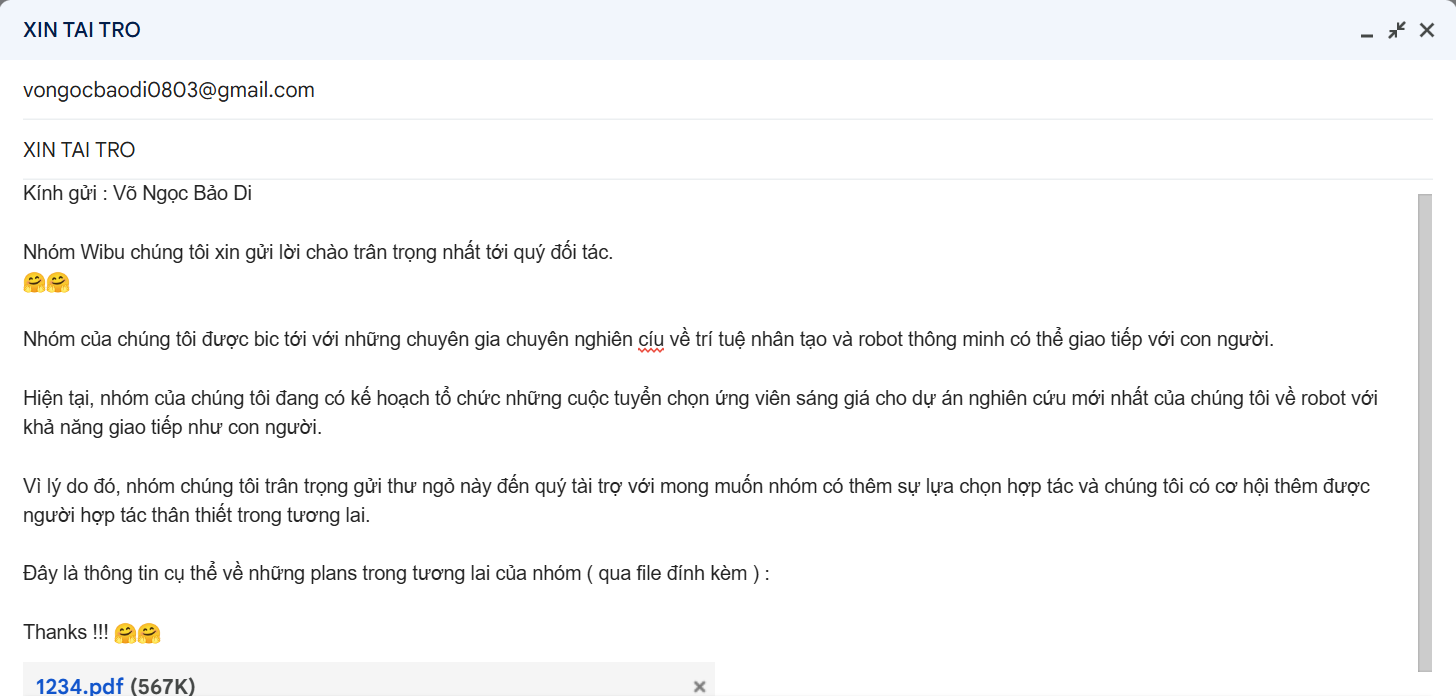 XIN TAI TRO
vongocbaodi0803@gmail.com
XIN TAI TRO
Kính gửi : Võ Ngọc Bảo Di
Nhóm Wibu chúng tôi xin gửi lời chào trân trọng nhất tới quý đối tác.
🤗🤗
Nhóm của chúng tôi được bic tới với những chuyên gia chuyên nghiên cíu về trí tuệ nhân tạo và robot thông minh có thể giao tiếp với con người.
Hiện tại, nhóm của chúng tôi đang có kế hoạch tổ chức những cuộc tuyển chọn ứng viên sáng giá cho dự án nghiên cứu mới nhất của chúng tôi về robot với
khả năng giao tiếp như con người.
Vì lý do đó, nhóm chúng tôi trân trọng gửi thư ngỏ này đến quý tài trợ với mong muốn nhóm có thêm sự lựa chọn hợp tác và chúng tôi có cơ hội thêm được
người hợp tác thân thiết trong tương lai.
Đây là thông tin cụ thể về những plans trong tương lai của nhóm ( qua file đính kèm ) :
Thanks !!! 🤗🤗
1234.pdf (567K)